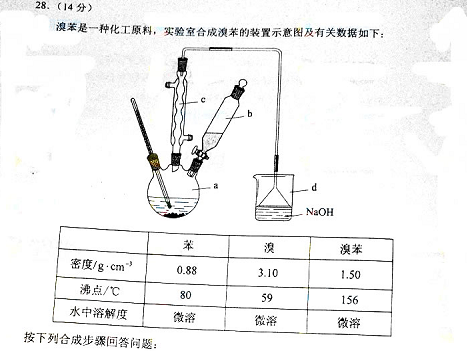 28.(14 分)
溴苯是一种化工原料，实验室合成溴苯的装置示意图及有关数据如下：
c
b
a
d
NaOH
苯 溴 溴苯
密度/g·cm⁻³ 0.88 3.10 1.50
沸点/℃ 80 59 156
水中溶解度 微溶 微溶 微溶
按下列合成步骤回答问题：